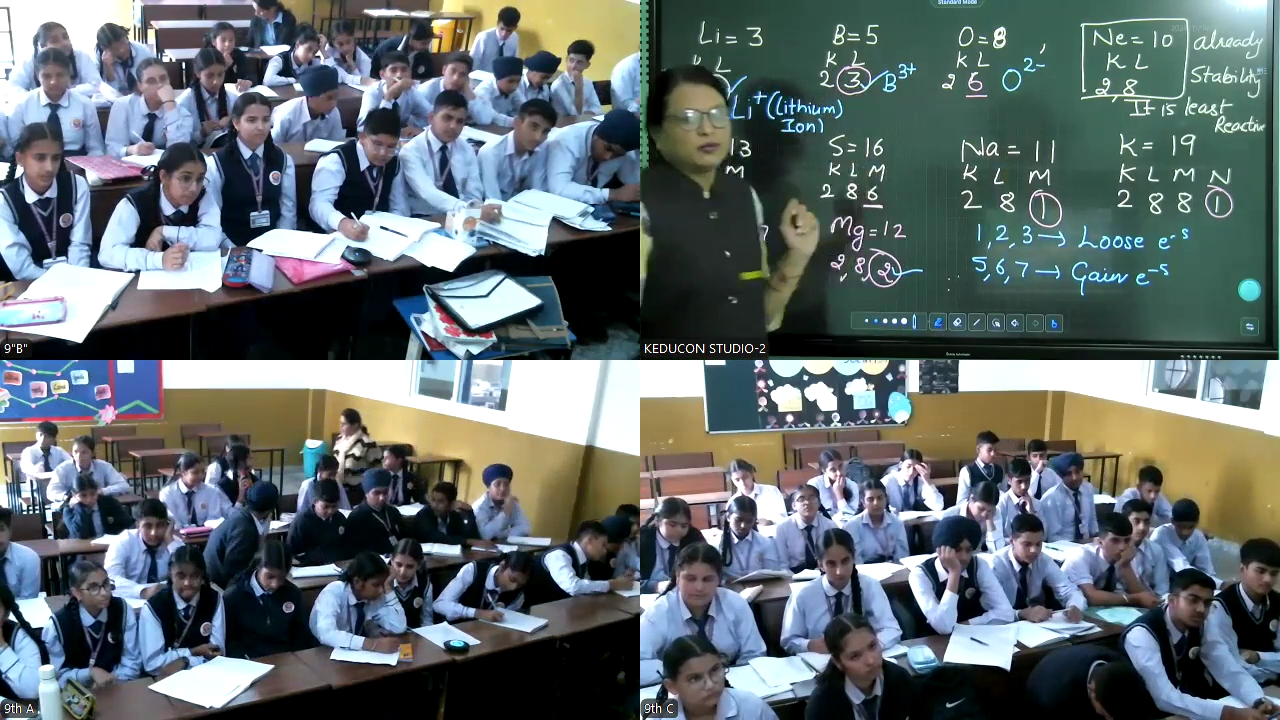 Standard Mode
Li = 3
K L
Li⁺ (Lithium Ion)
B = 5
K L
2 3 B³⁺
O = 8
K L
2 6 O²⁻
Ne = 10
K L
2, 8
already
Stability
It is least
Reactive
13
M
S = 16
K L M
2 8 6
Mg = 12
2, 8, 2
Na = 11
K L M
2 8 1
K = 19
K L M N
2 8 8 1
1, 2, 3 → Loose e⁻ˢ
5, 6, 7 → Gain e⁻ˢ
9"B"
KEDUCON STUDIO-2
9th A
9th C